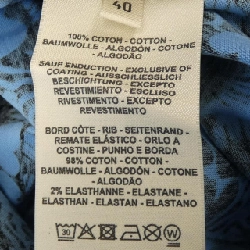 40
100% COTON - COTTON -
BAUMWOLLE - ALGODÓN - COTONE
- ALGODÃO
SAUF ENDUCTION - EXCLUSIVE OF
COATING - AUSSCHLIESSLICH
BESCHICHTUNG - EXCEPTO
REVESTIMIENTO - ESCLUSO
RIVESTIMENTO - EXCEPTO
REVESTIMENTO
BORD CÔTE - RIB - SEITENRAND -
REMATE ELÁSTICO - ORLO A
COSTINE - PUNHO E BORDA
98% COTON - COTTON -
BAUMWOLLE - ALGODÓN - COTONE
- ALGODÃO
2% ELASTHANNE - ELASTANE -
ELASTHAN - ELASTAN - ELASTANE
- ELASTANO
30